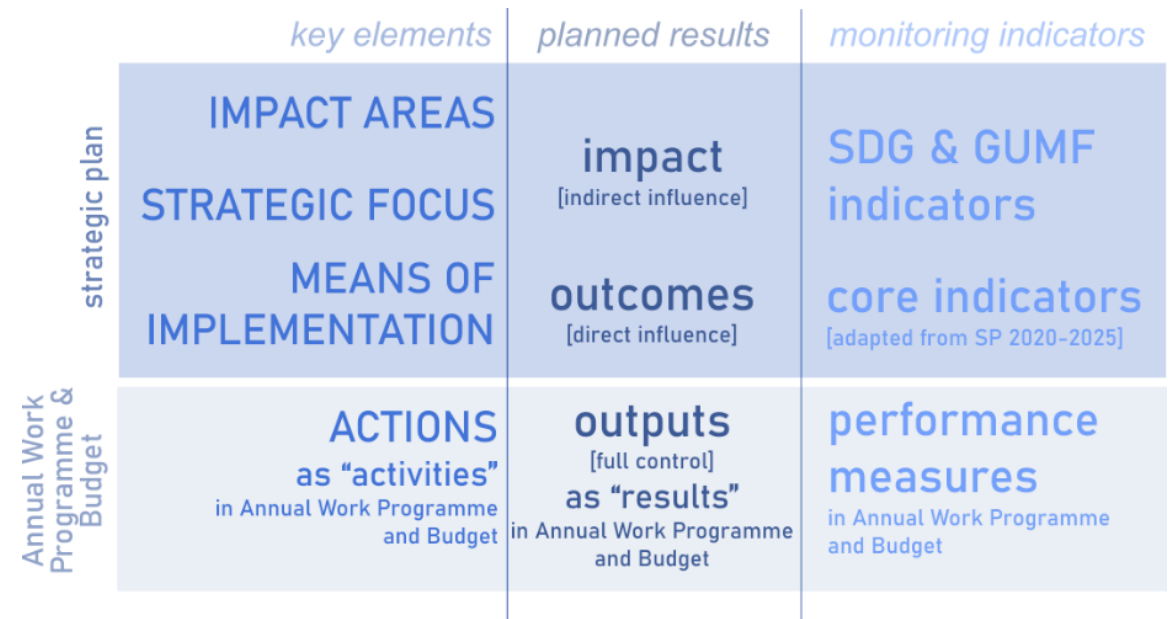 key elements
planned results
monitoring indicators
strategic plan
IMPACT AREAS
STRATEGIC FOCUS
MEANS OF
IMPLEMENTATION
impact
[indirect influence]
outcomes
[direct influence]
SDG & GUMF
indicators
core indicators
[adapted from SP 2020-2025]
Annual Work
Programme &
Budget
ACTIONS
as “activities”
in Annual Work Programme
and Budget
outputs
[full control]
as “results”
in Annual Work Programme
and Budget
performance
measures
in Annual Work Programme
and Budget